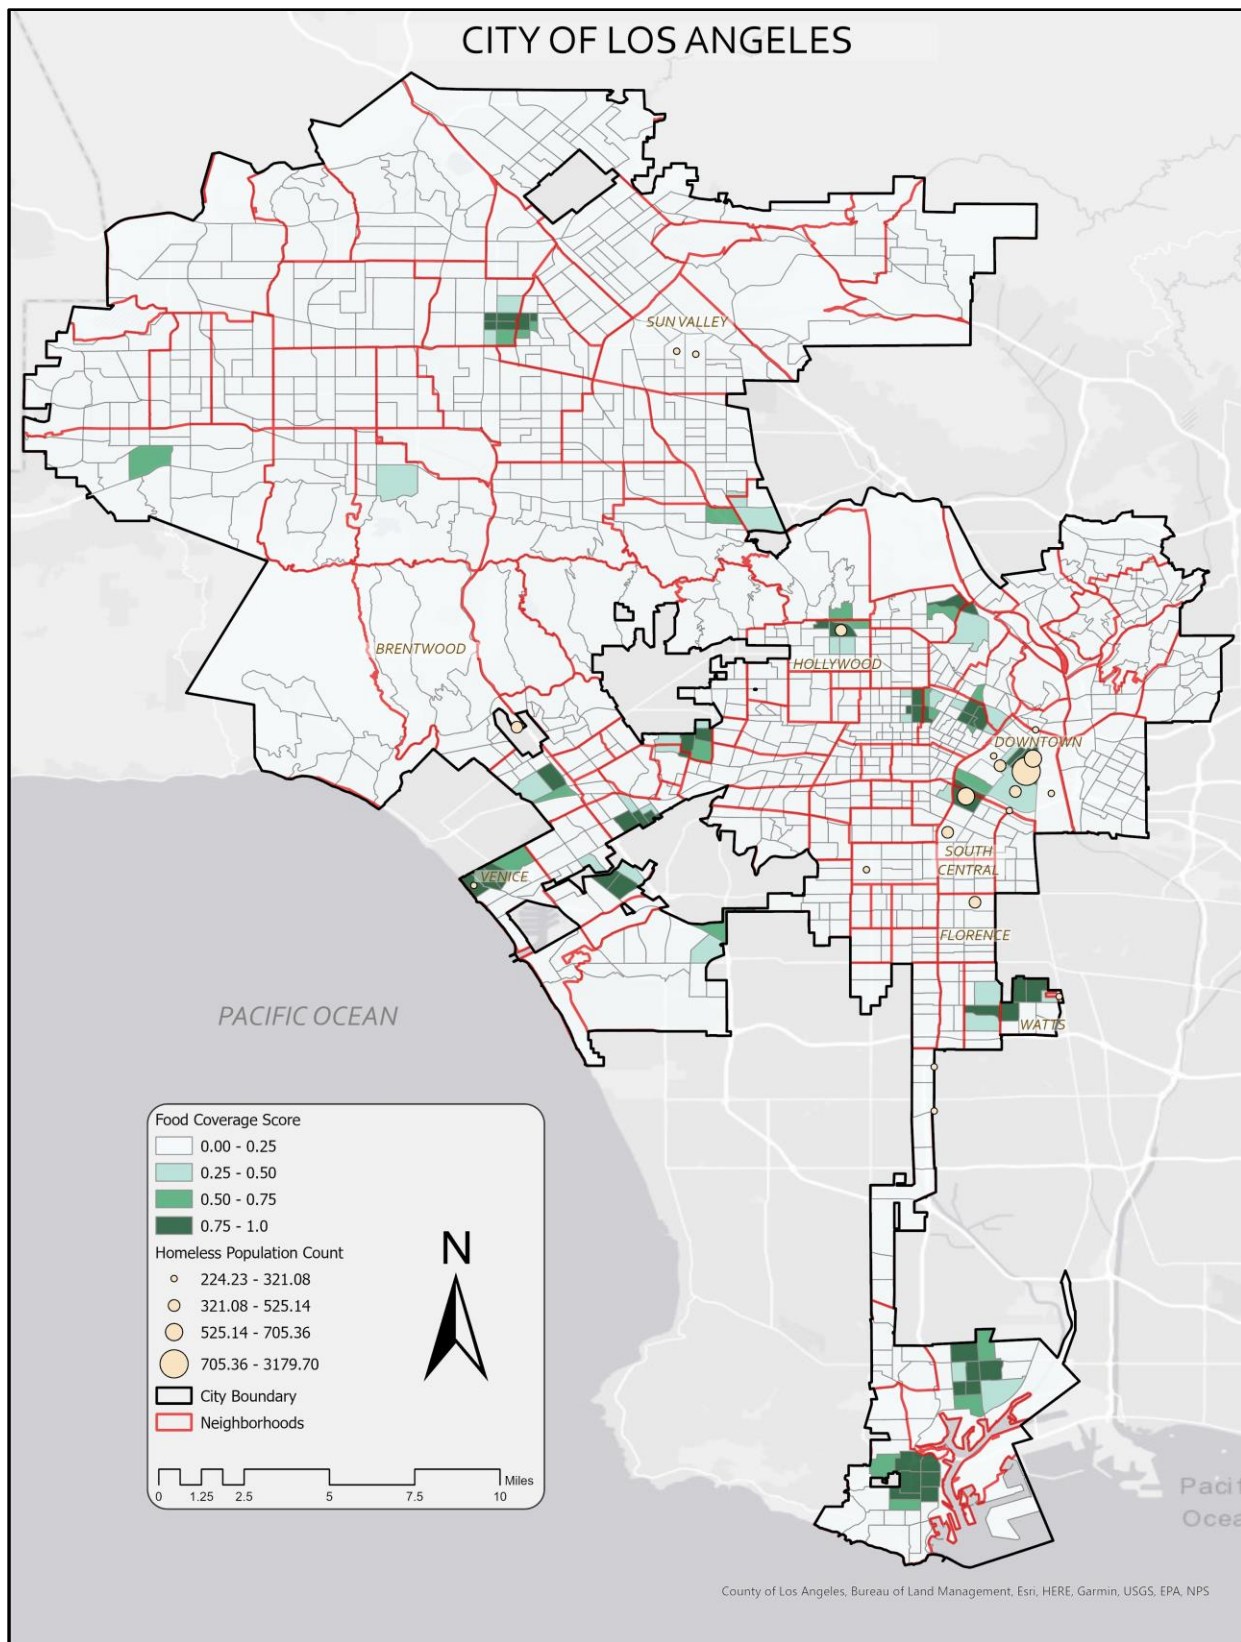 CITY OF LOS ANGELES
SUN VALLEY
BRENTWOOD
HOLLYWOOD
DOWNTOWN
SOUTH
CENTRAL
VENICE
FLORENCE
WATTS
PACIFIC OCEAN
Food Coverage Score
0.00 - 0.25
0.25 - 0.50
0.50 - 0.75
0.75 - 1.0
Homeless Population Count
224.23 - 321.08
321.08 - 525.14
525.14 - 705.36
705.36 - 3179.70
City Boundary
Neighborhoods
N
Miles
0 1.25 2.5 5 7.5 10
Pacif
Ocea
County of Los Angeles, Bureau of Land Management, Esri, HERE, Garmin, USGS, EPA, NPS